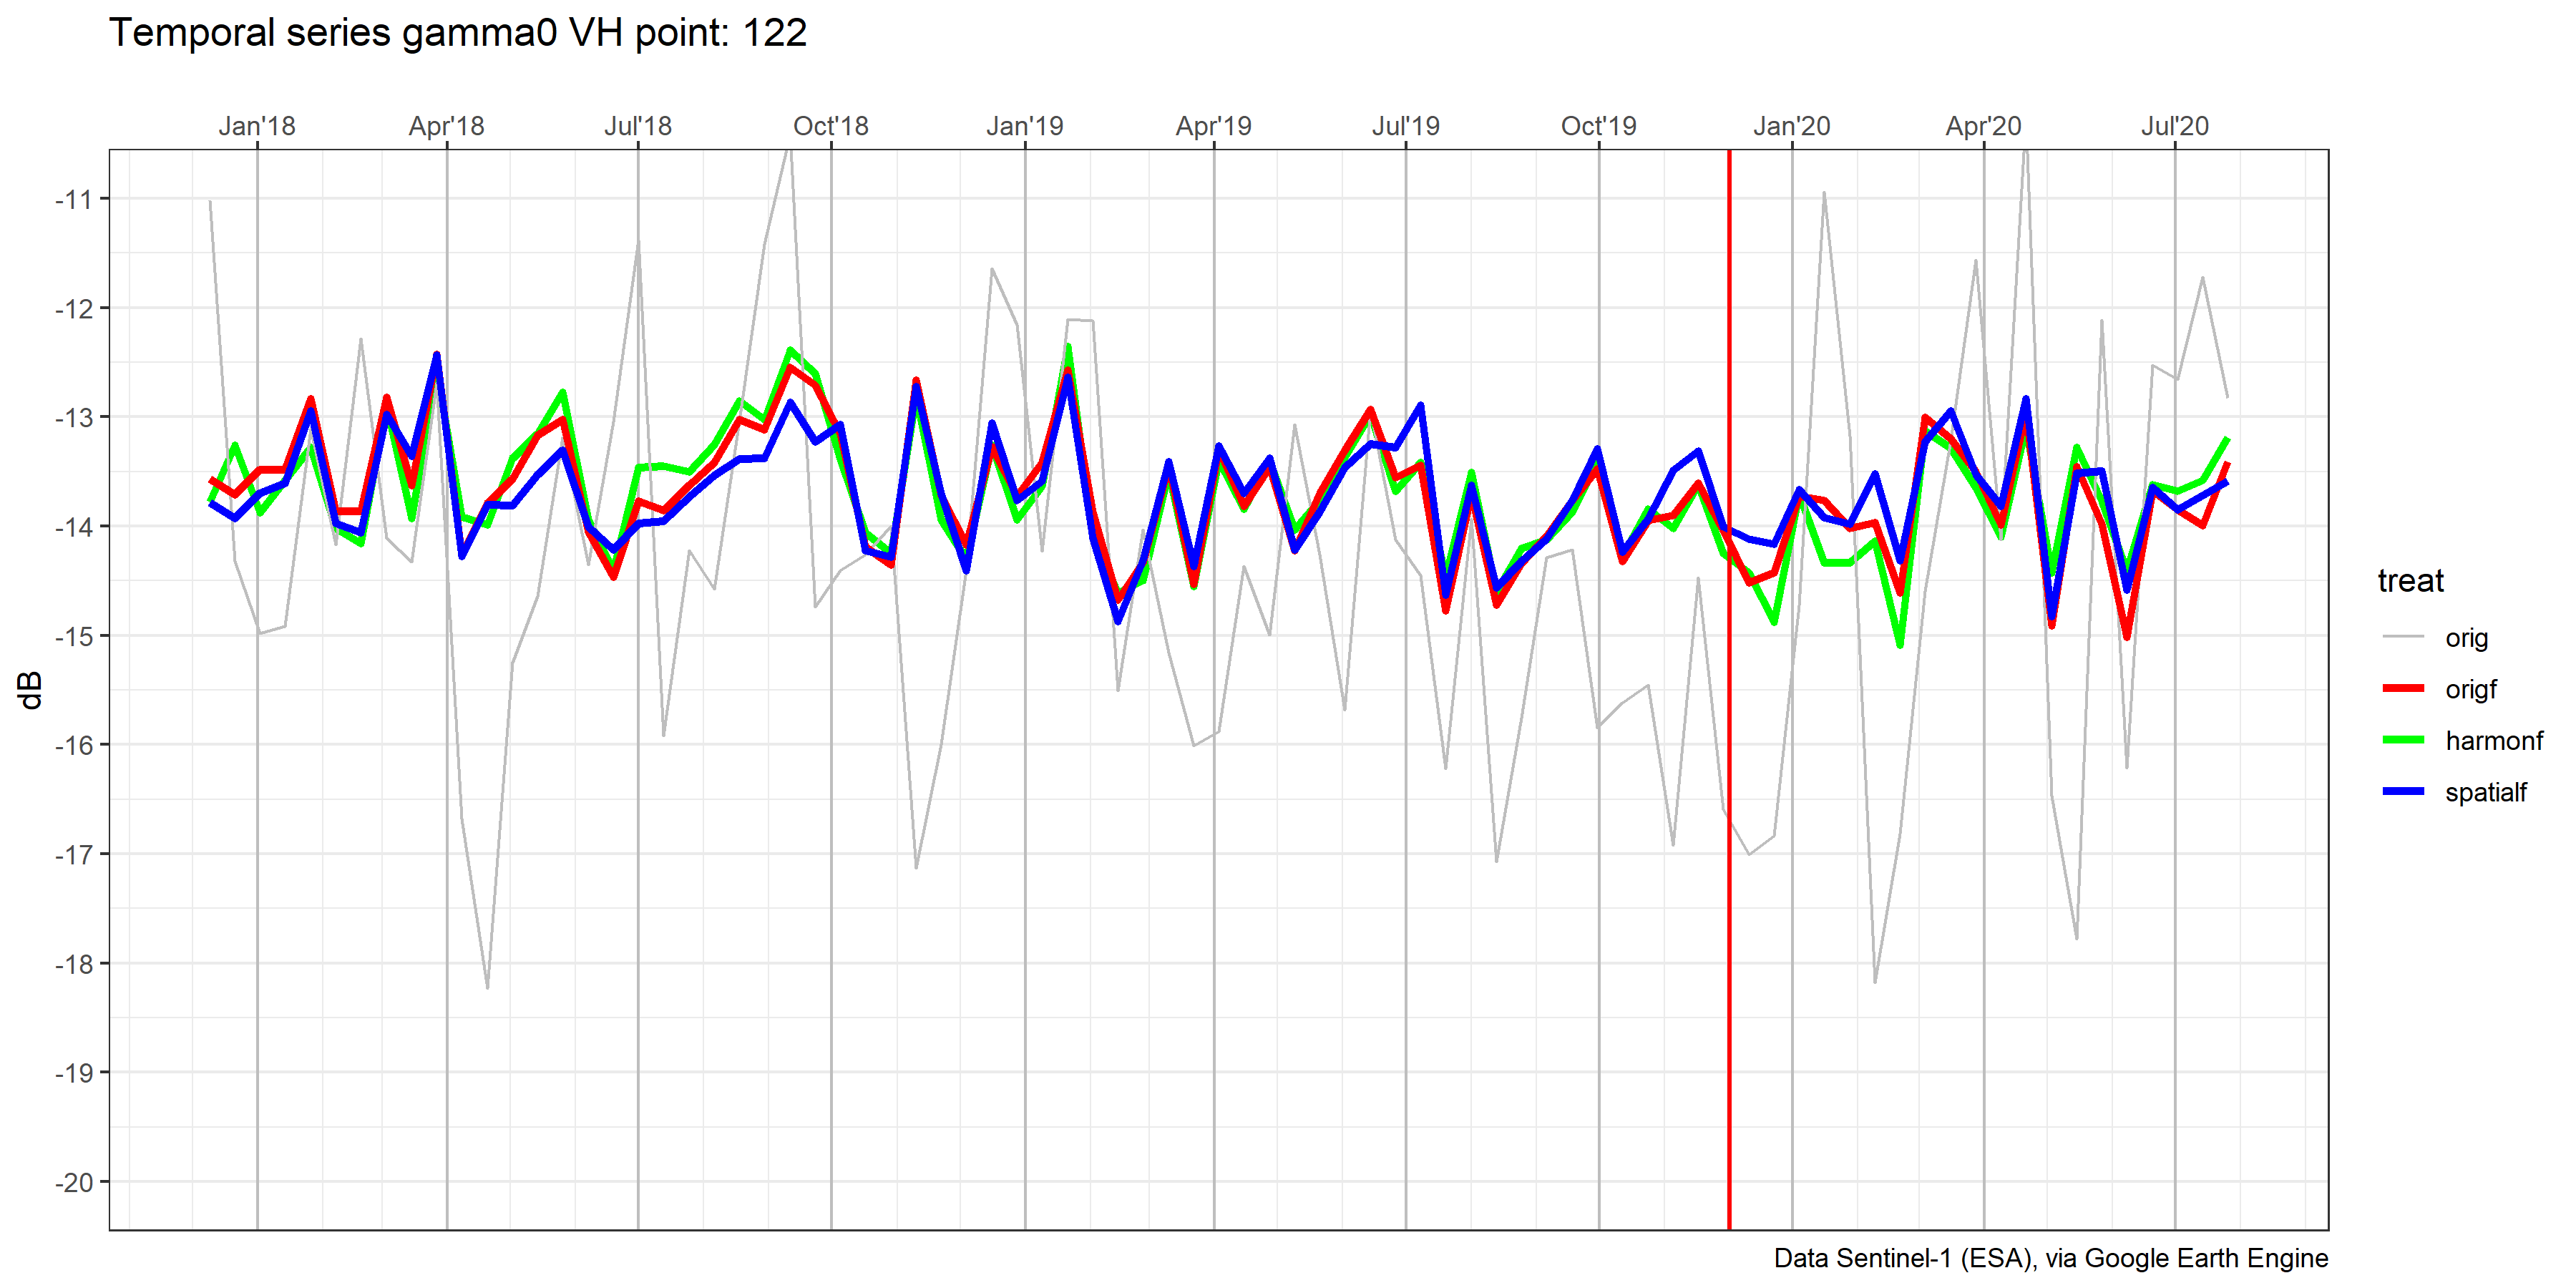 Temporal series gamma0 VH point: 122
Jan'18 Apr'18 Jul'18 Oct'18 Jan'19 Apr'19 Jul'19 Oct'19 Jan'20 Apr'20 Jul'20
-11
-12
-13
-14
-15
-16
-17
-18
-19
-20
dB
treat
orig
origf
harmonf
spatialf
Data Sentinel-1 (ESA), via Google Earth Engine